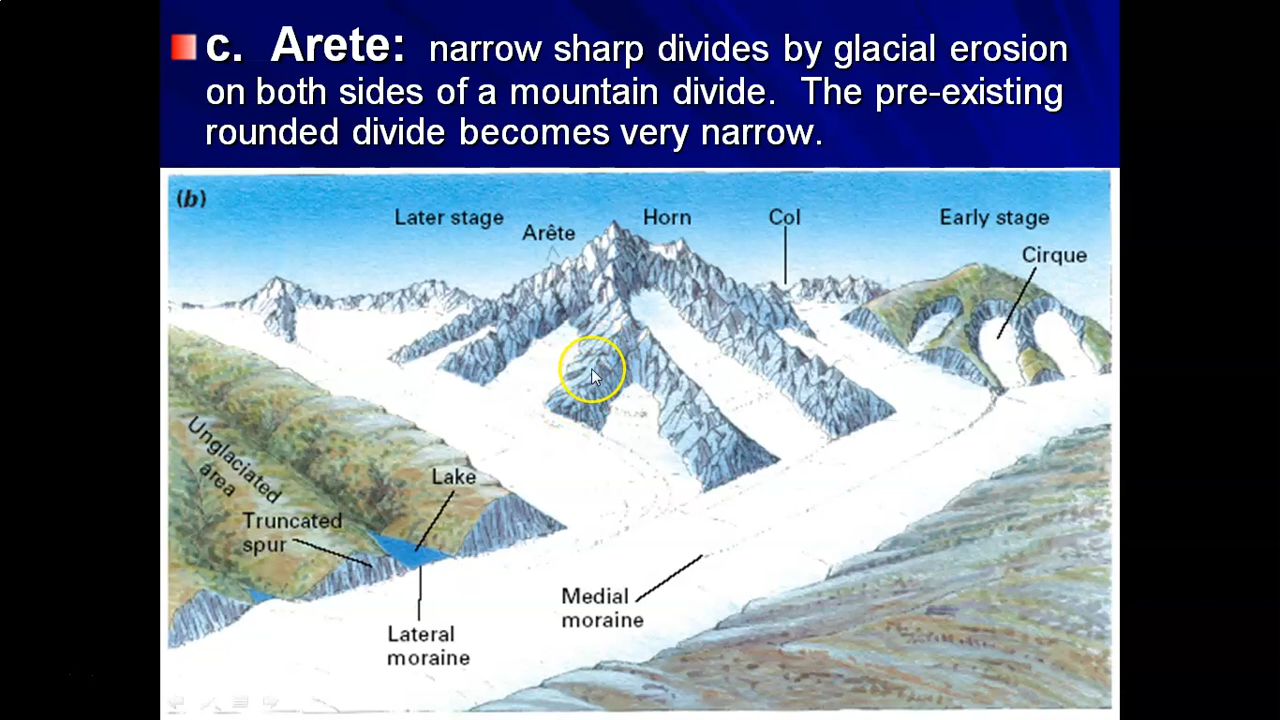 c. Arete: narrow sharp divides by glacial erosion
on both sides of a mountain divide. The pre-existing
rounded divide becomes very narrow.
(b)
Later stage
Arête
Horn
Col
Early stage
Cirque
Unglaciated
area
Truncated
spur
Lake
Lateral
moraine
Medial
moraine